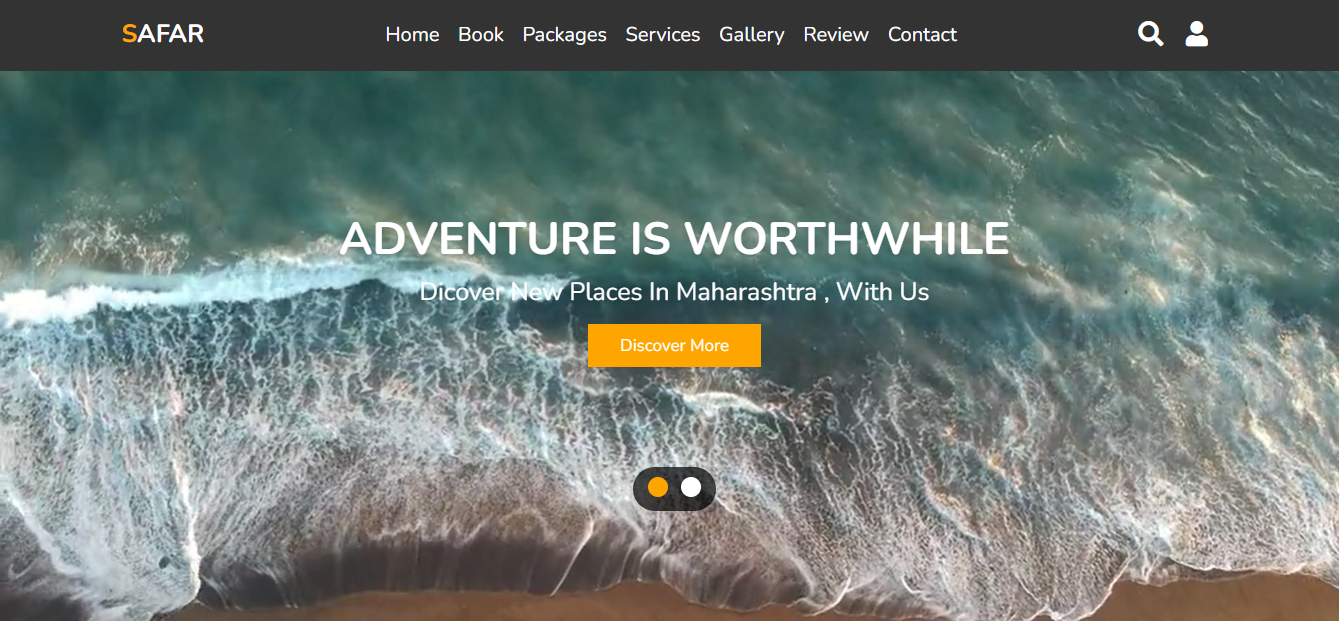 SAFAR
Home Book Packages Services Gallery Review Contact
ADVENTURE IS WORTHWHILE
Dicover New Places In Maharashtra , With Us
Discover More